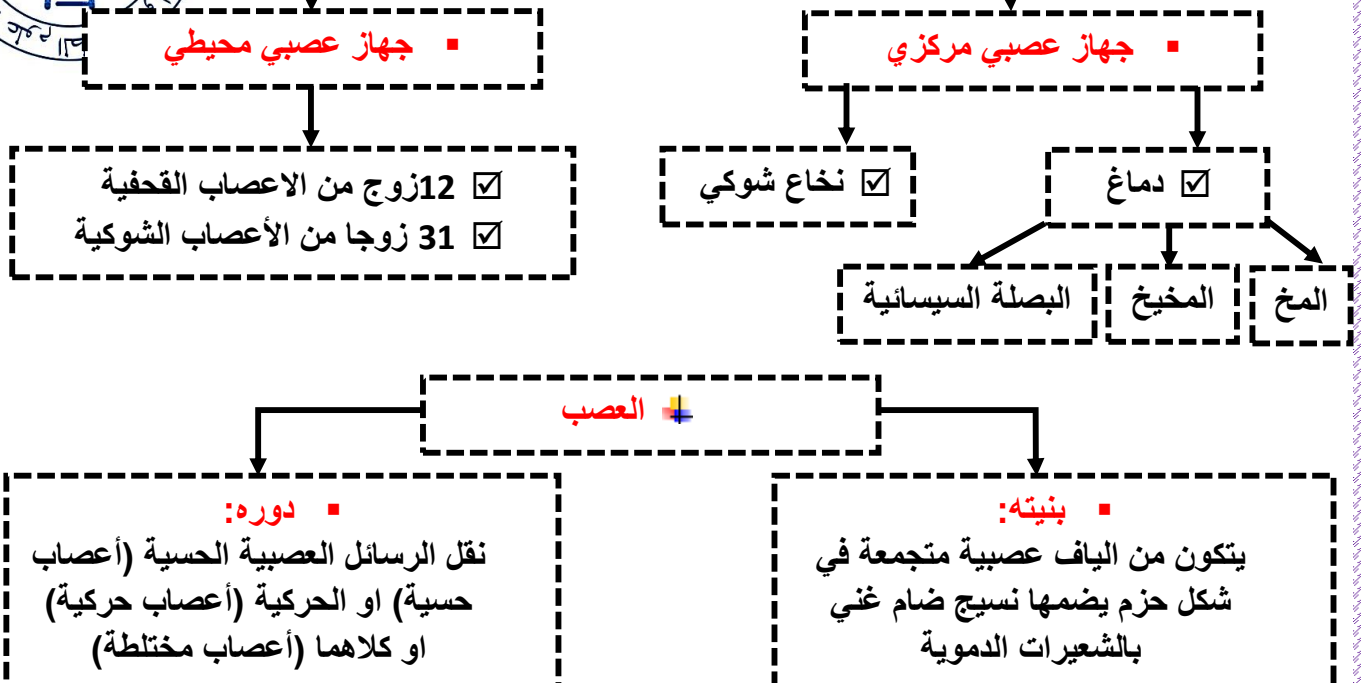 جهاز عصبي مركزي
جهاز عصبي محيطي
دماغ
نخاع شوكي
12زوج من الاعصاب القحفية
31 زوجا من الأعصاب الشوكية
المخ
المخيخ
البصلة السيسائية
العصب
بنيته:
يتكون من الياف عصبية متجمعة في
شكل حزم يضمها نسيج ضام غني
بالشعيرات الدموية
دوره:
نقل الرسائل العصبية الحسية (أعصاب
حسية) او الحركية (أعصاب حركية)
او كلاهما (أعصاب مختلطة)